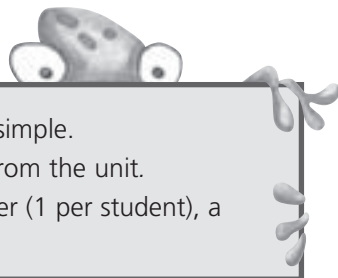 simple.
rom the unit.
er (1 per student), a